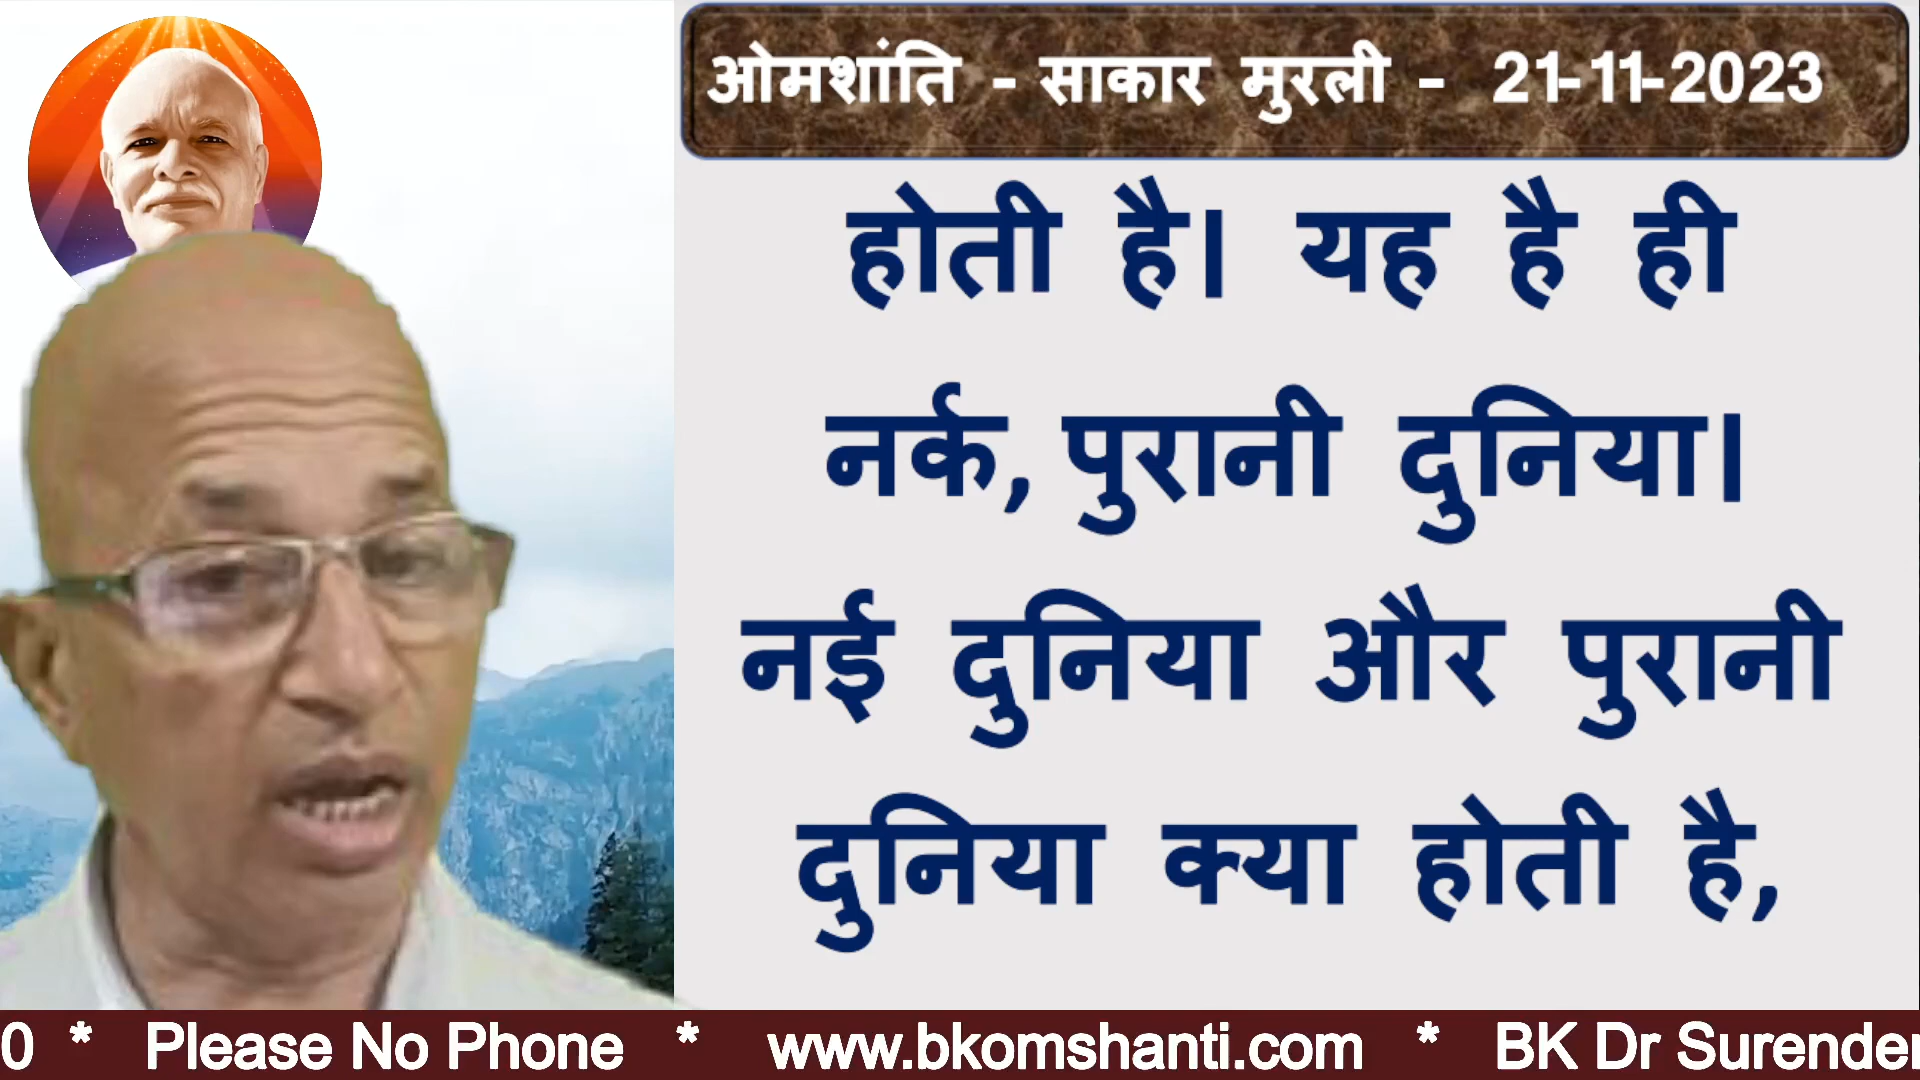 ओमशांति - साकार मुरली - 21-11-2023
होती है। यह है ही
नर्क, पुरानी दुनिया।
नई दुनिया और पुरानी
दुनिया क्या होती है,
0 * Please No Phone * www.bkomshanti.com * BK Dr Surender